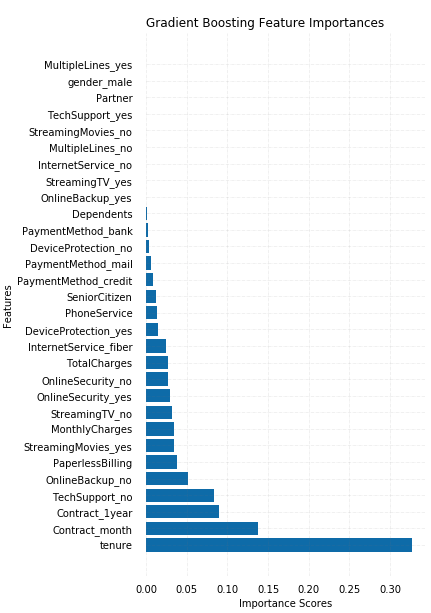 Gradient Boosting Feature Importances
MultipleLines_yes
gender_male
Partner
TechSupport_yes
StreamingMovies_no
MultipleLines_no
InternetService_no
StreamingTV_yes
OnlineBackup_yes
Dependents
PaymentMethod_bank
DeviceProtection_no
PaymentMethod_mail
PaymentMethod_credit
SeniorCitizen
PhoneService
DeviceProtection_yes
InternetService_fiber
TotalCharges
OnlineSecurity_no
OnlineSecurity_yes
StreamingTV_no
MonthlyCharges
StreamingMovies_yes
PaperlessBilling
OnlineBackup_no
TechSupport_no
Contract_1year
Contract_month
tenure
Features
0.00 0.05 0.10 0.15 0.20 0.25 0.30
Importance Scores